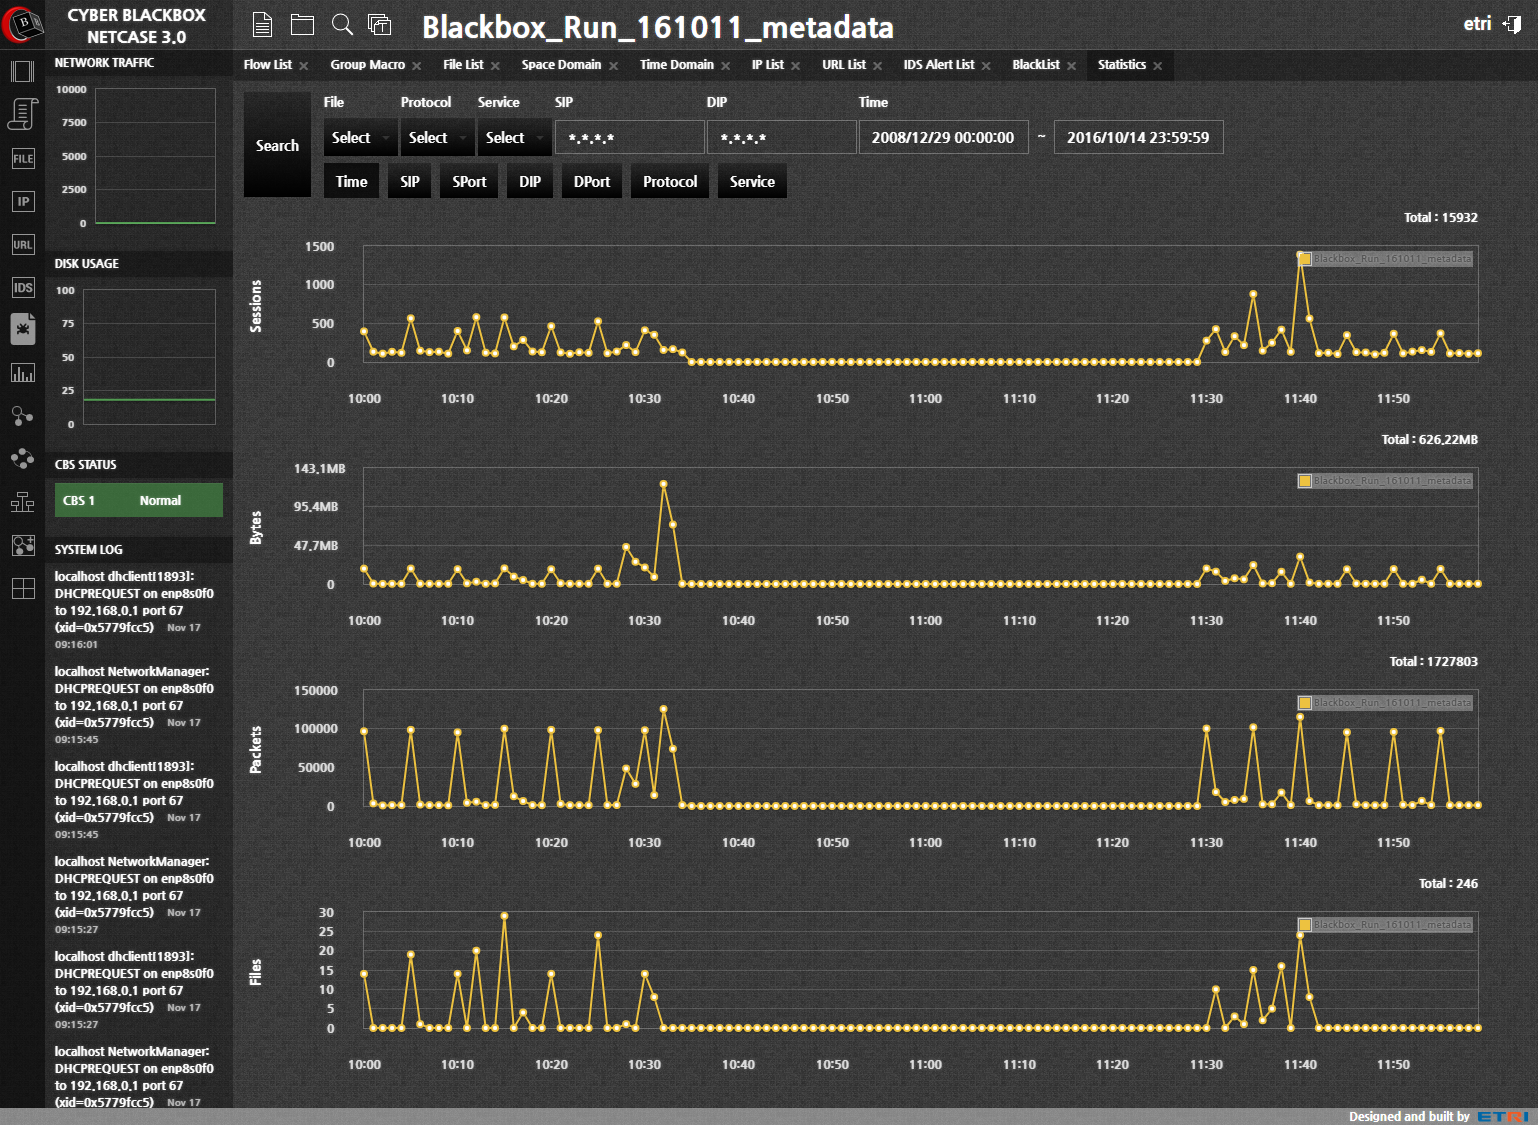 CYBER BLACKBOX
NETCASE 3.0
Blackbox_Run_161011_metadata
etri
NETWORK TRAFFIC
10000
7500
5000
2500
0
DISK USAGE
100
75
50
25
0
CBS STATUS
CBS 1 Normal
SYSTEM LOG
localhost dhclient[1893]:
DHCPREQUEST on enp8s0f0
to 192.168.0.1 port 67
(xid=0x5779fcc5) Nov 17
09:16:01
localhost NetworkManager:
DHCPREQUEST on enp8s0f0
to 192.168.0.1 port 67
(xid=0x5779fcc5) Nov 17
09:15:45
localhost dhclient[1893]:
DHCPREQUEST on enp8s0f0
to 192.168.0.1 port 67
(xid=0x5779fcc5) Nov 17
09:15:45
localhost NetworkManager:
DHCPREQUEST on enp8s0f0
to 192.168.0.1 port 67
(xid=0x5779fcc5) Nov 17
09:15:27
localhost dhclient[1893]:
DHCPREQUEST on enp8s0f0
to 192.168.0.1 port 67
(xid=0x5779fcc5) Nov 17
09:15:27
localhost NetworkManager:
DHCPREQUEST on enp8s0f0
to 192.168.0.1 port 67
(xid=0x5779fcc5) Nov 17
FILE
IP
URL
IDS
Flow List Group Macro File List Space Domain Time Domain IP List URL List IDS Alert List BlackList Statistics
Search
File Protocol Service SIP DIP Time
Select Select Select *.*.*.* *.*.*.* 2008/12/29 00:00:00 ~ 2016/10/14 23:59:59
Time SIP SPort DIP DPort Protocol Service
Total : 15932
Sessions
1500
1000
500
0
Blackbox_Run_161011_metadata
10:00 10:10 10:20 10:30 10:40 10:50 11:00 11:10 11:20 11:30 11:40 11:50
Total : 626.22MB
Bytes
143.1MB
95.4MB
47.7MB
0
Blackbox_Run_161011_metadata
10:00 10:10 10:20 10:30 10:40 10:50 11:00 11:10 11:20 11:30 11:40 11:50
Total : 1727803
Packets
150000
100000
50000
0
Blackbox_Run_161011_metadata
10:00 10:10 10:20 10:30 10:40 10:50 11:00 11:10 11:20 11:30 11:40 11:50
Total : 246
Files
30
25
20
15
10
5
0
Blackbox_Run_161011_metadata
10:00 10:10 10:20 10:30 10:40 10:50 11:00 11:10 11:20 11:30 11:40 11:50
Designed and built by ETRI